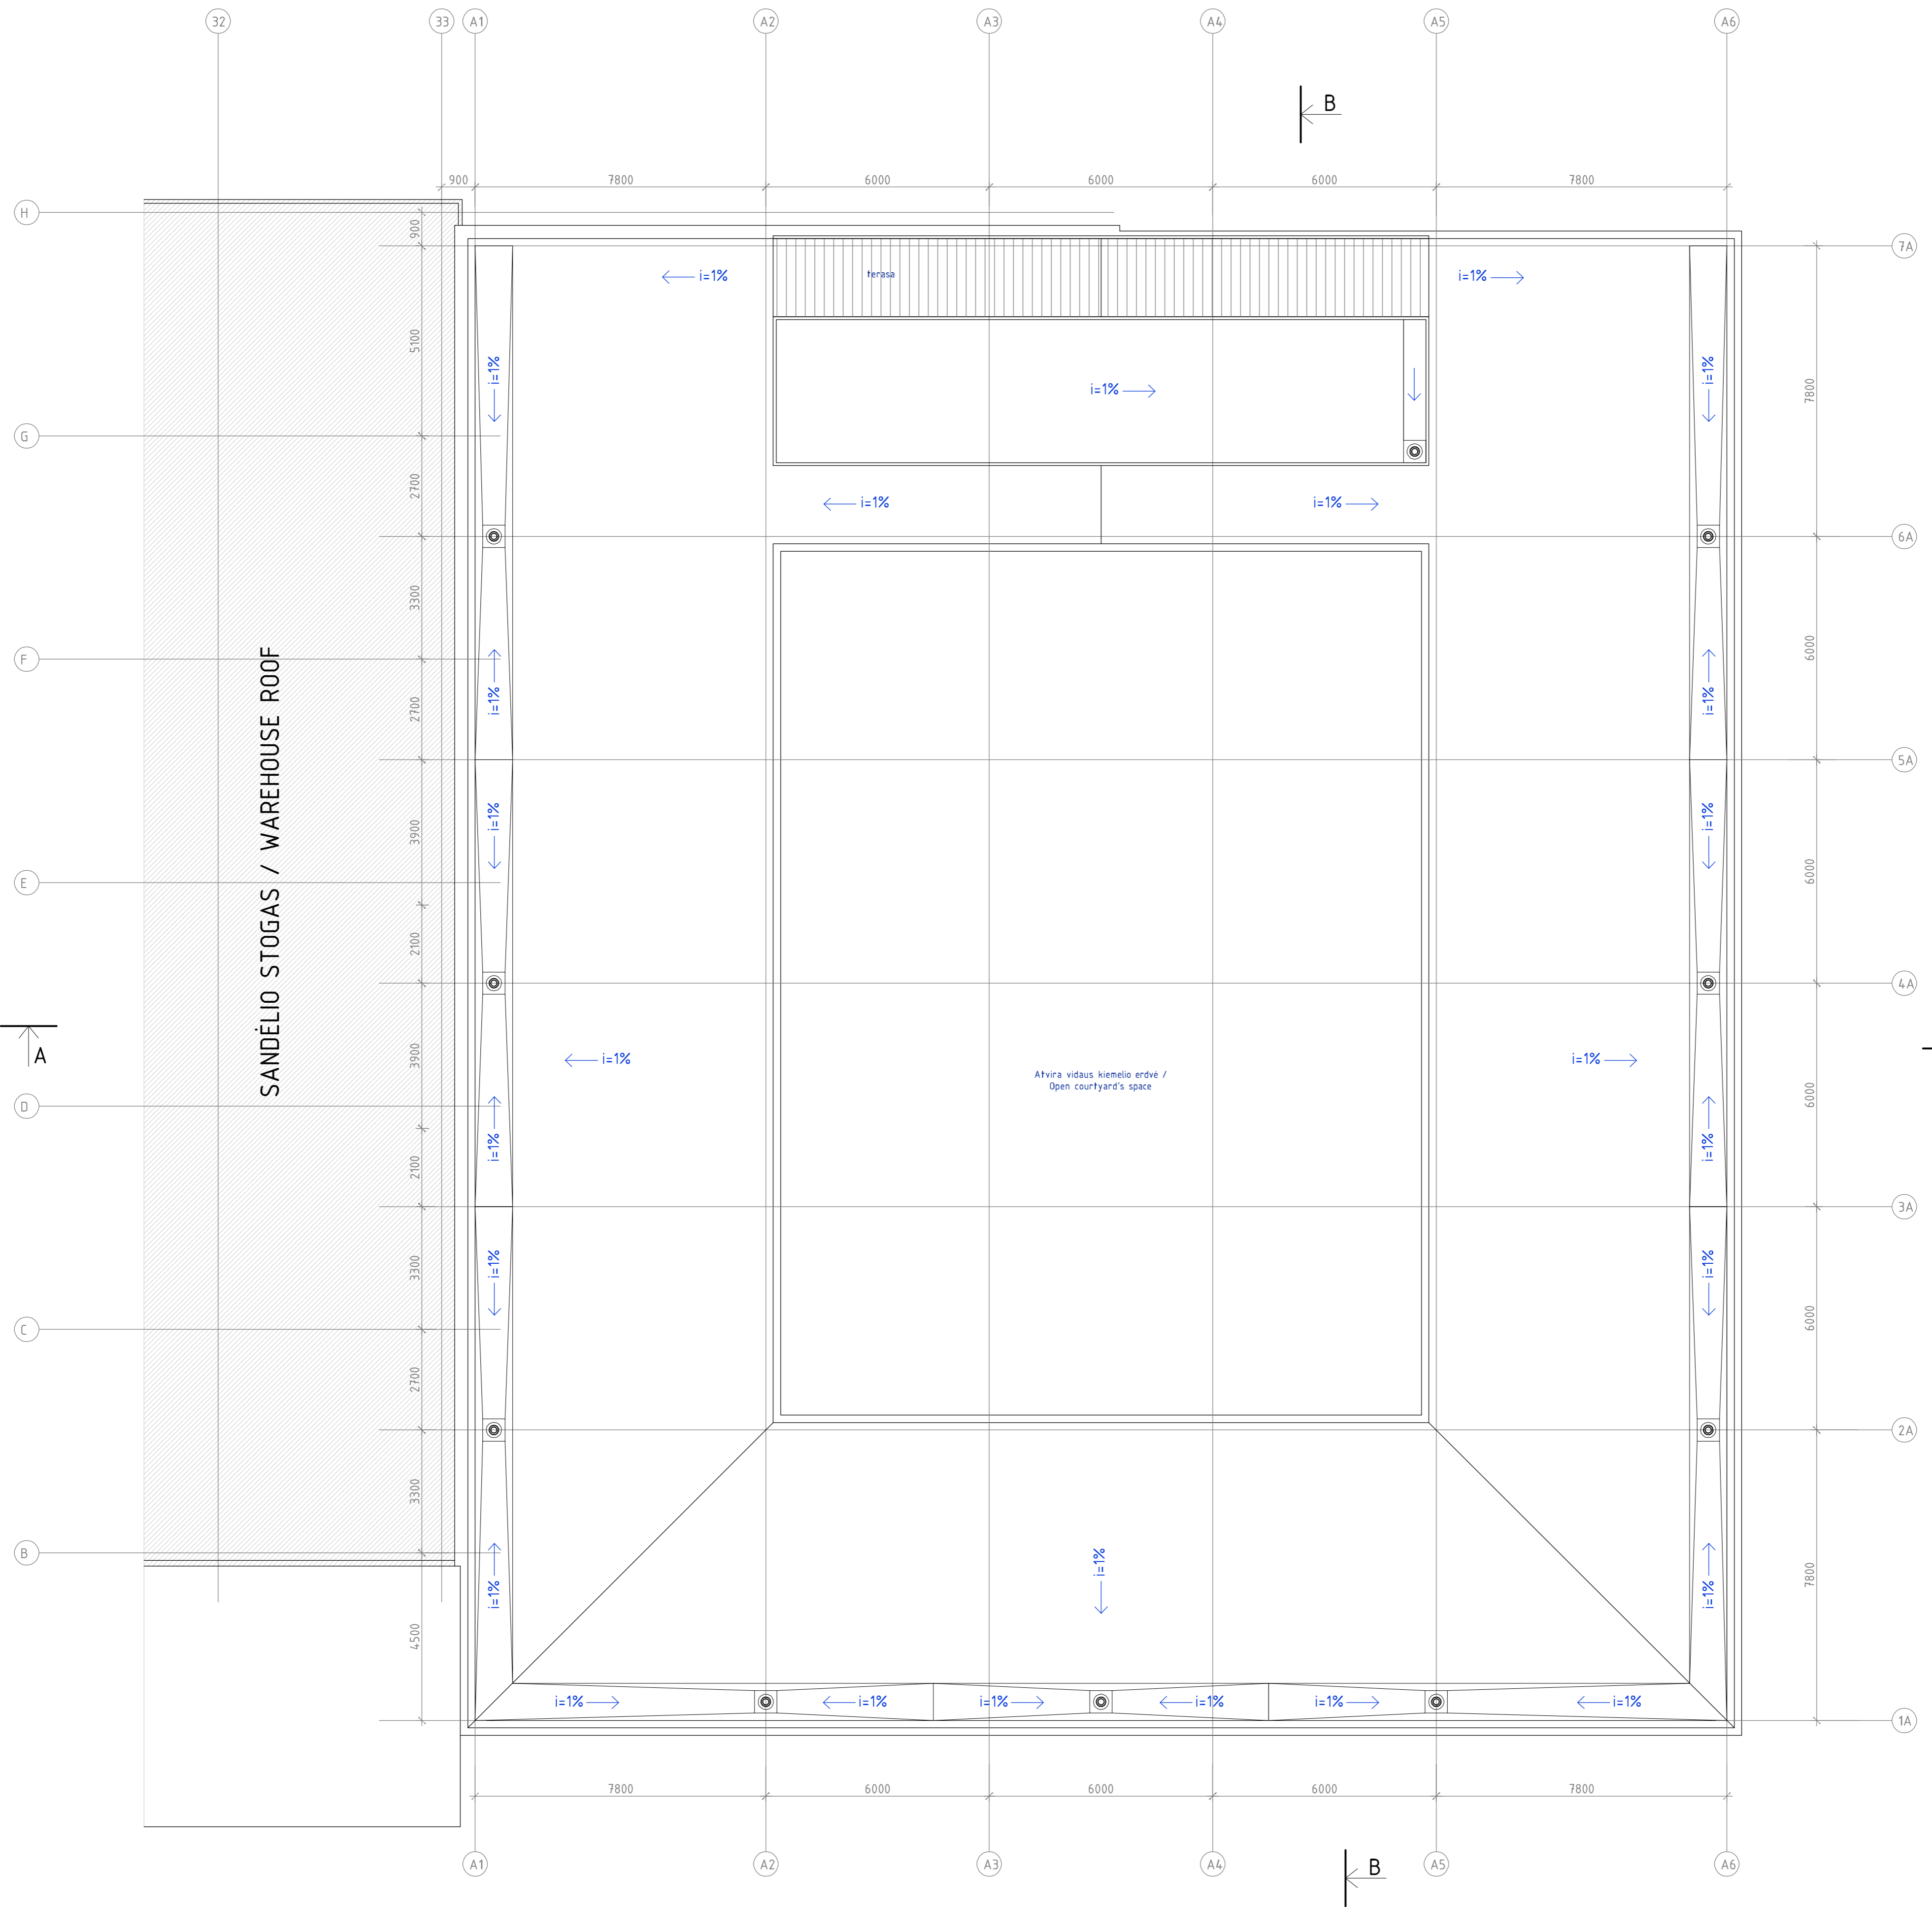 32
33
A1
A2
A3
A4
A5
A6
B
900
7800
6000
6000
6000
7800
H
900
7A
i=1%
terasa
i=1%
5100
i=1%
i=1%
i=1%
7800
G
2700
i=1%
i=1%
6A
3300
6000
F
i=1%
i=1%
2700
5A
SANDĖLIO STOGAS / WAREHOUSE ROOF
3900
i=1%
i=1%
6000
E
2100
4A
A
3900
i=1%
Atvira vidaus kiemelio erdvė /
Open courtyard's space
i=1%
6000
D
i=1%
i=1%
2100
3A
3300
i=1%
i=1%
6000
C
2700
2A
3300
B
i=1%
i=1%
i=1%
7800
4500
i=1%
i=1%
i=1%
i=1%
i=1%
i=1%
1A
7800
6000
6000
6000
7800
A1
A2
A3
A4
A5
A6
B